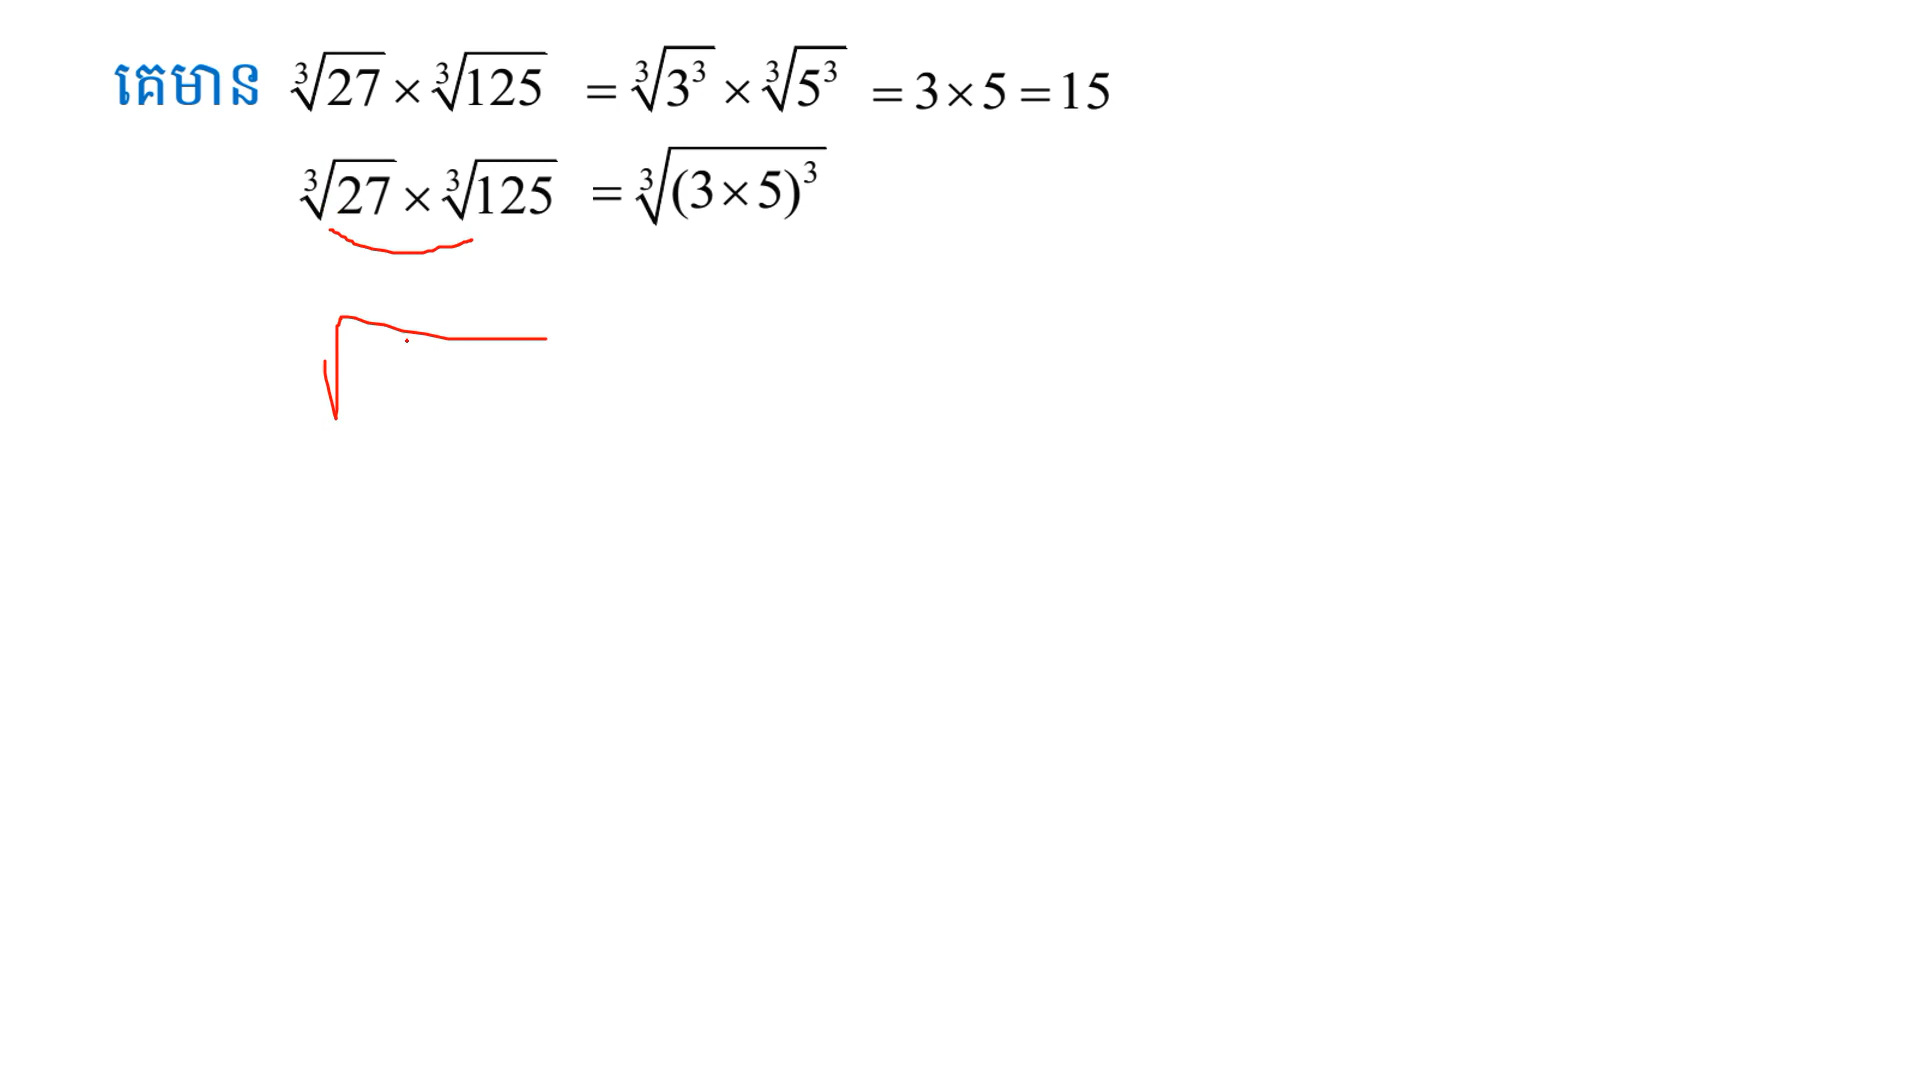 គេមាន ∛27 × ∛125 = ∛3³ × ∛5³ = 3 × 5 = 15
∛27 × ∛125 = ∛(3 × 5)³